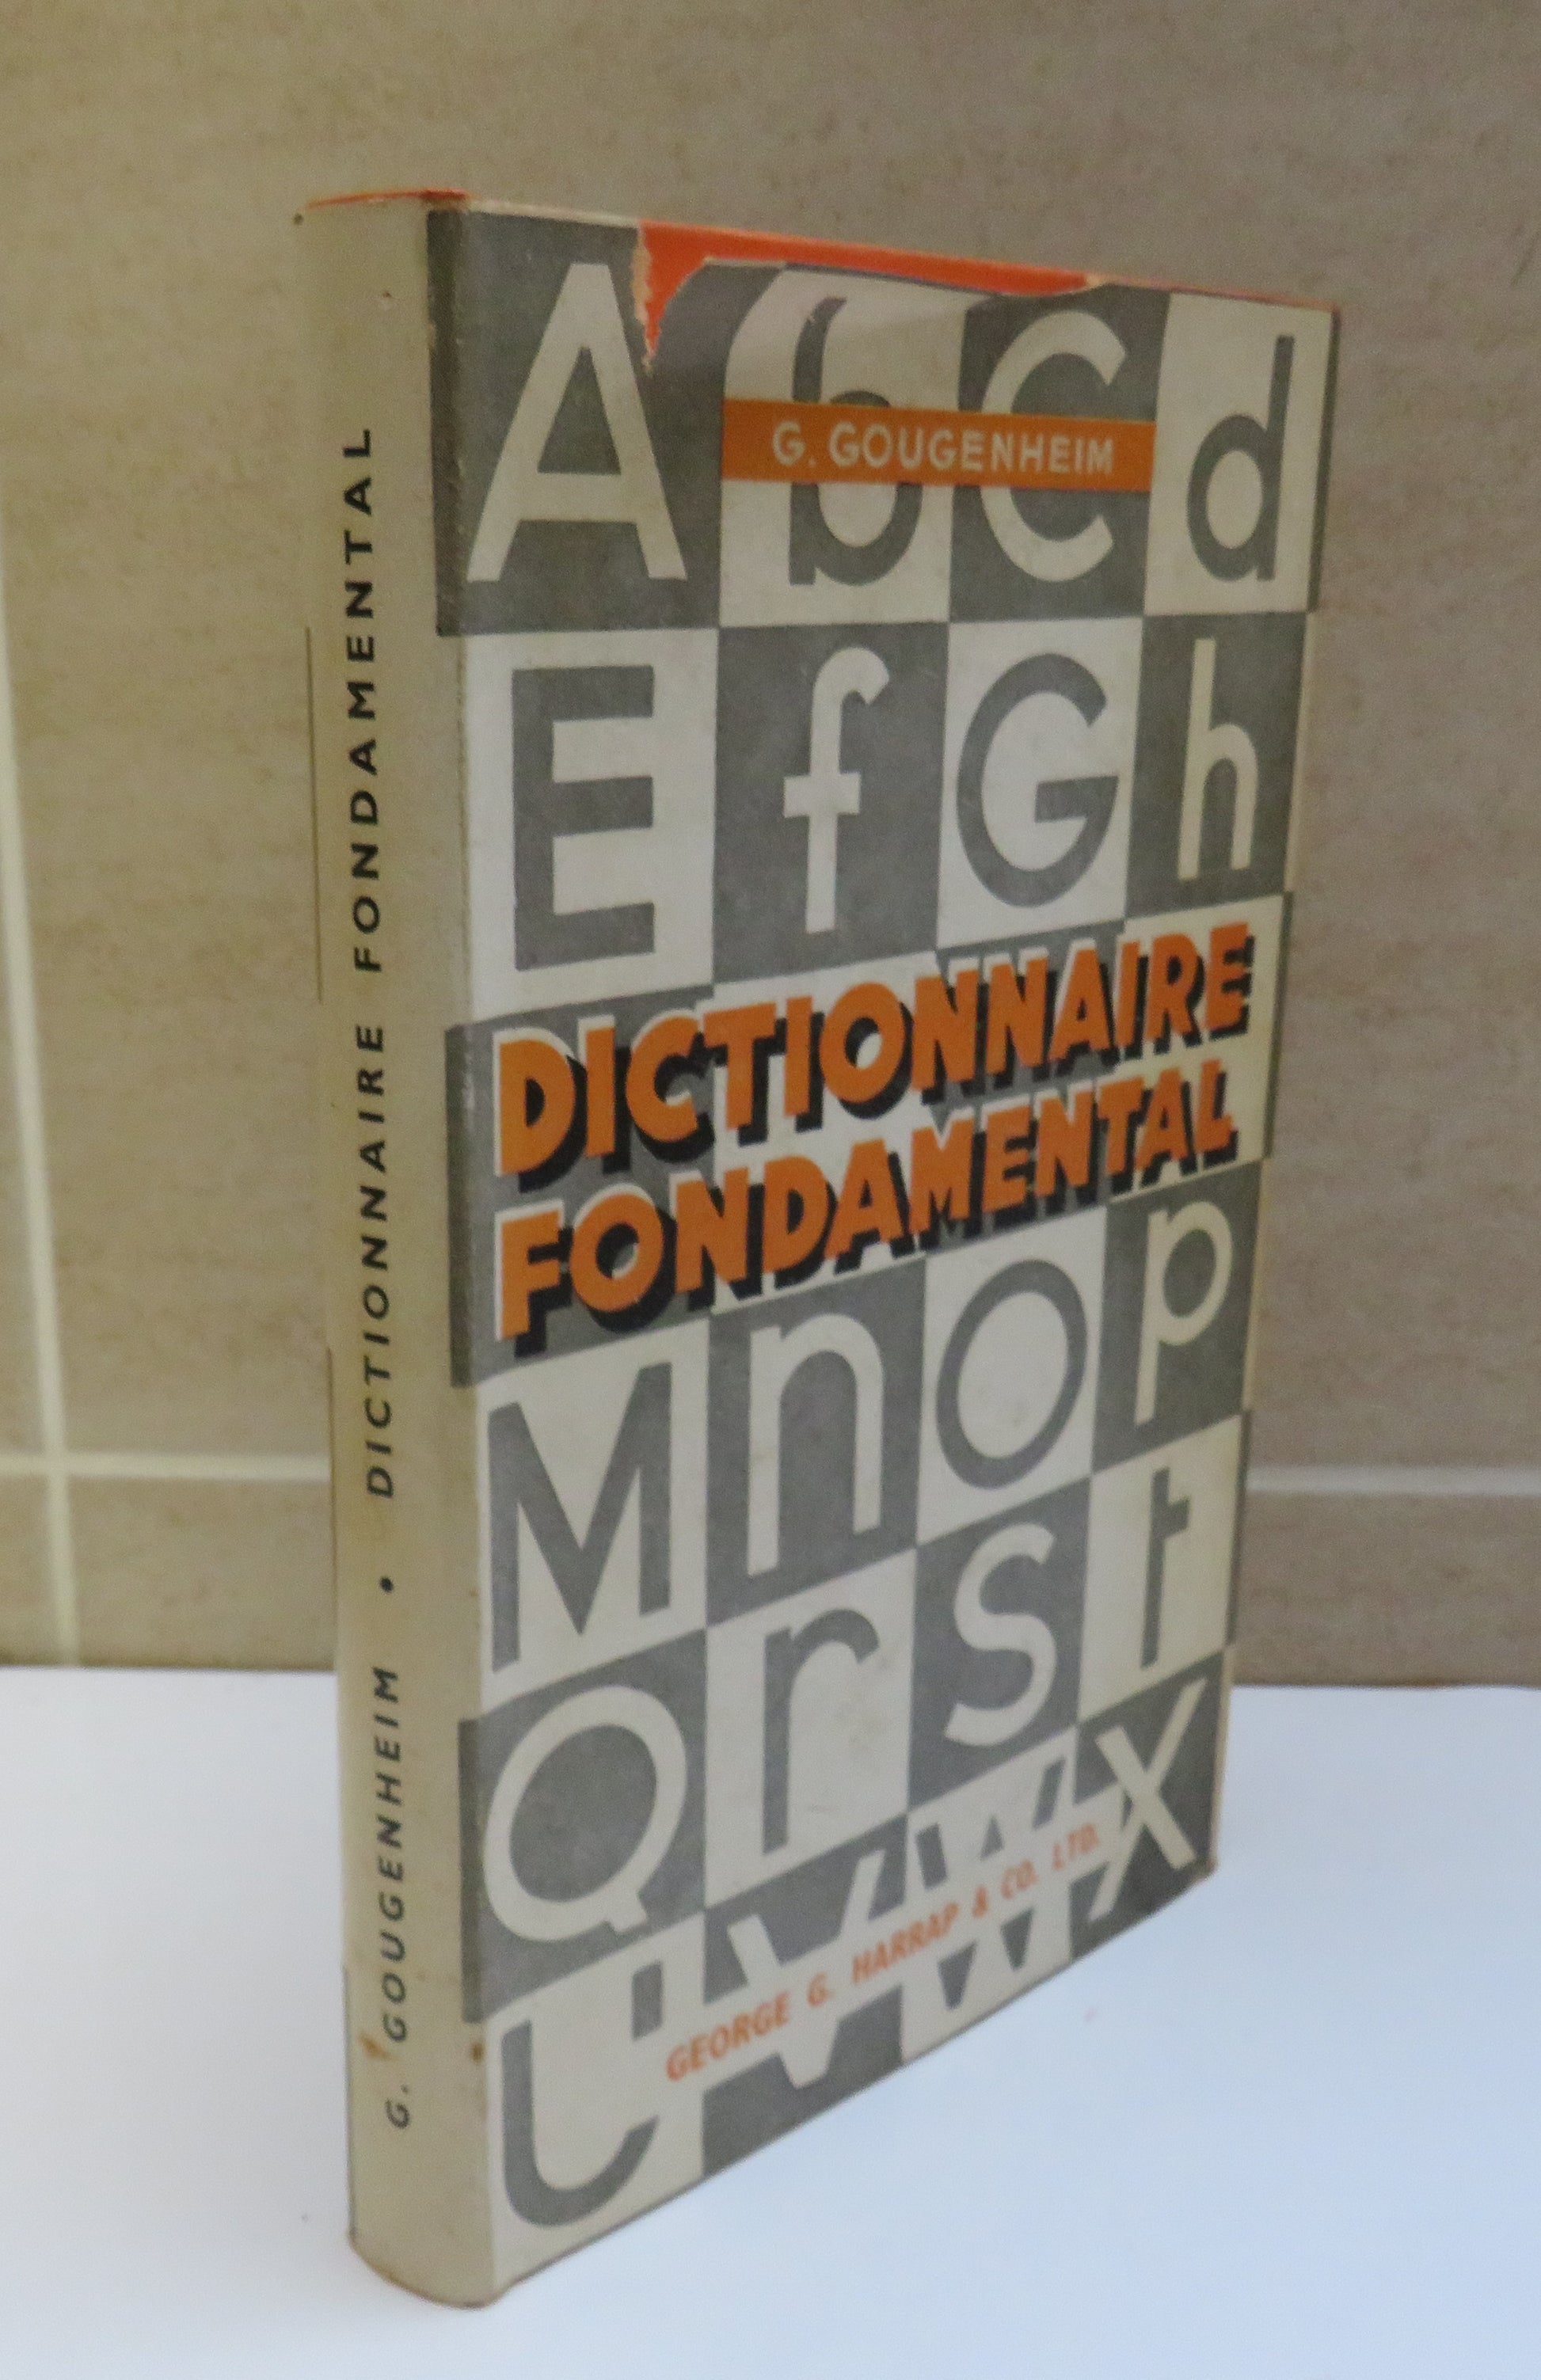 G. GOUGENHEIM • DICTIONNAIRE FONDAMENTAL
A b C d
G. GOUGENHEIM
E f G h
DICTIONNAIRE
FONDAMENTAL
M n O p
Q r S t
U V W X
GEORGE G. HARRAP & CO. LTD.